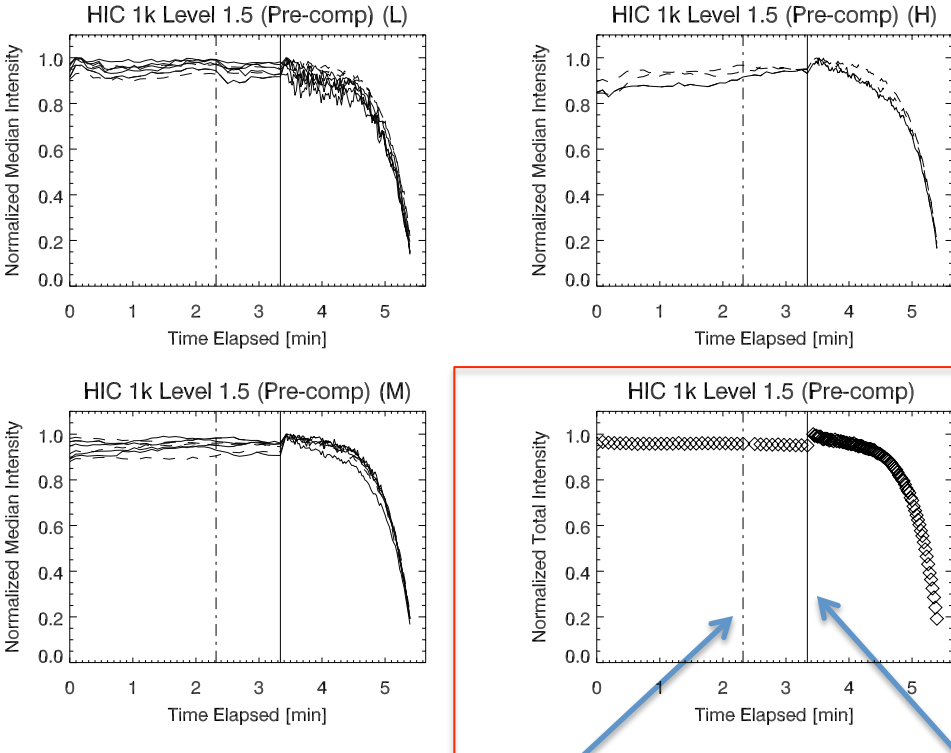 HIC 1k Level 1.5 (Pre-comp) (L)
Normalized Median Intensity
1.0
0.8
0.6
0.4
0.2
0.0
0 1 2 3 4 5
Time Elapsed [min]
HIC 1k Level 1.5 (Pre-comp) (H)
Normalized Median Intensity
1.0
0.8
0.6
0.4
0.2
0.0
0 1 2 3 4 5
Time Elapsed [min]
HIC 1k Level 1.5 (Pre-comp) (M)
Normalized Median Intensity
1.0
0.8
0.6
0.4
0.2
0.0
0 1 2 3 4 5
Time Elapsed [min]
HIC 1k Level 1.5 (Pre-comp)
Normalized Total Intensity
1.0
0.8
0.6
0.4
0.2
0.0
0 1 2 3 4 5
Time Elapsed [min]